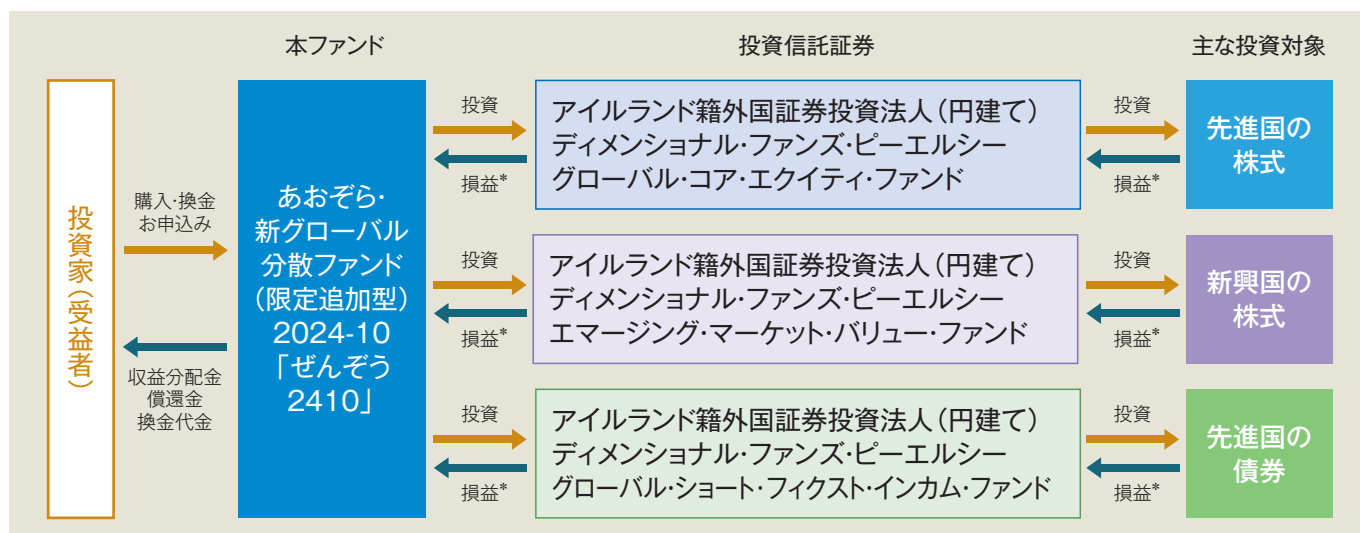 本ファンド
投資信託証券
主な投資対象
投資家(受益者)
購入・換金
お申込み
収益分配金
償還金
換金代金
あおぞら・
新グローバル
分散ファンド
(限定追加型)
2024-10
「ぜんぞう
2410」
投資
損益*
アイルランド籍外国証券投資法人(円建て)
ディメンショナル・ファンズ・ピーエルシー
グローバル・コア・エクイティ・ファンド
投資
損益*
先進国の
株式
投資
損益*
アイルランド籍外国証券投資法人(円建て)
ディメンショナル・ファンズ・ピーエルシー
エマージング・マーケット・バリュー・ファンド
投資
損益*
新興国の
株式
投資
損益*
アイルランド籍外国証券投資法人(円建て)
ディメンショナル・ファンズ・ピーエルシー
グローバル・ショート・フィクスト・インカム・ファンド
投資
損益*
先進国の
債券